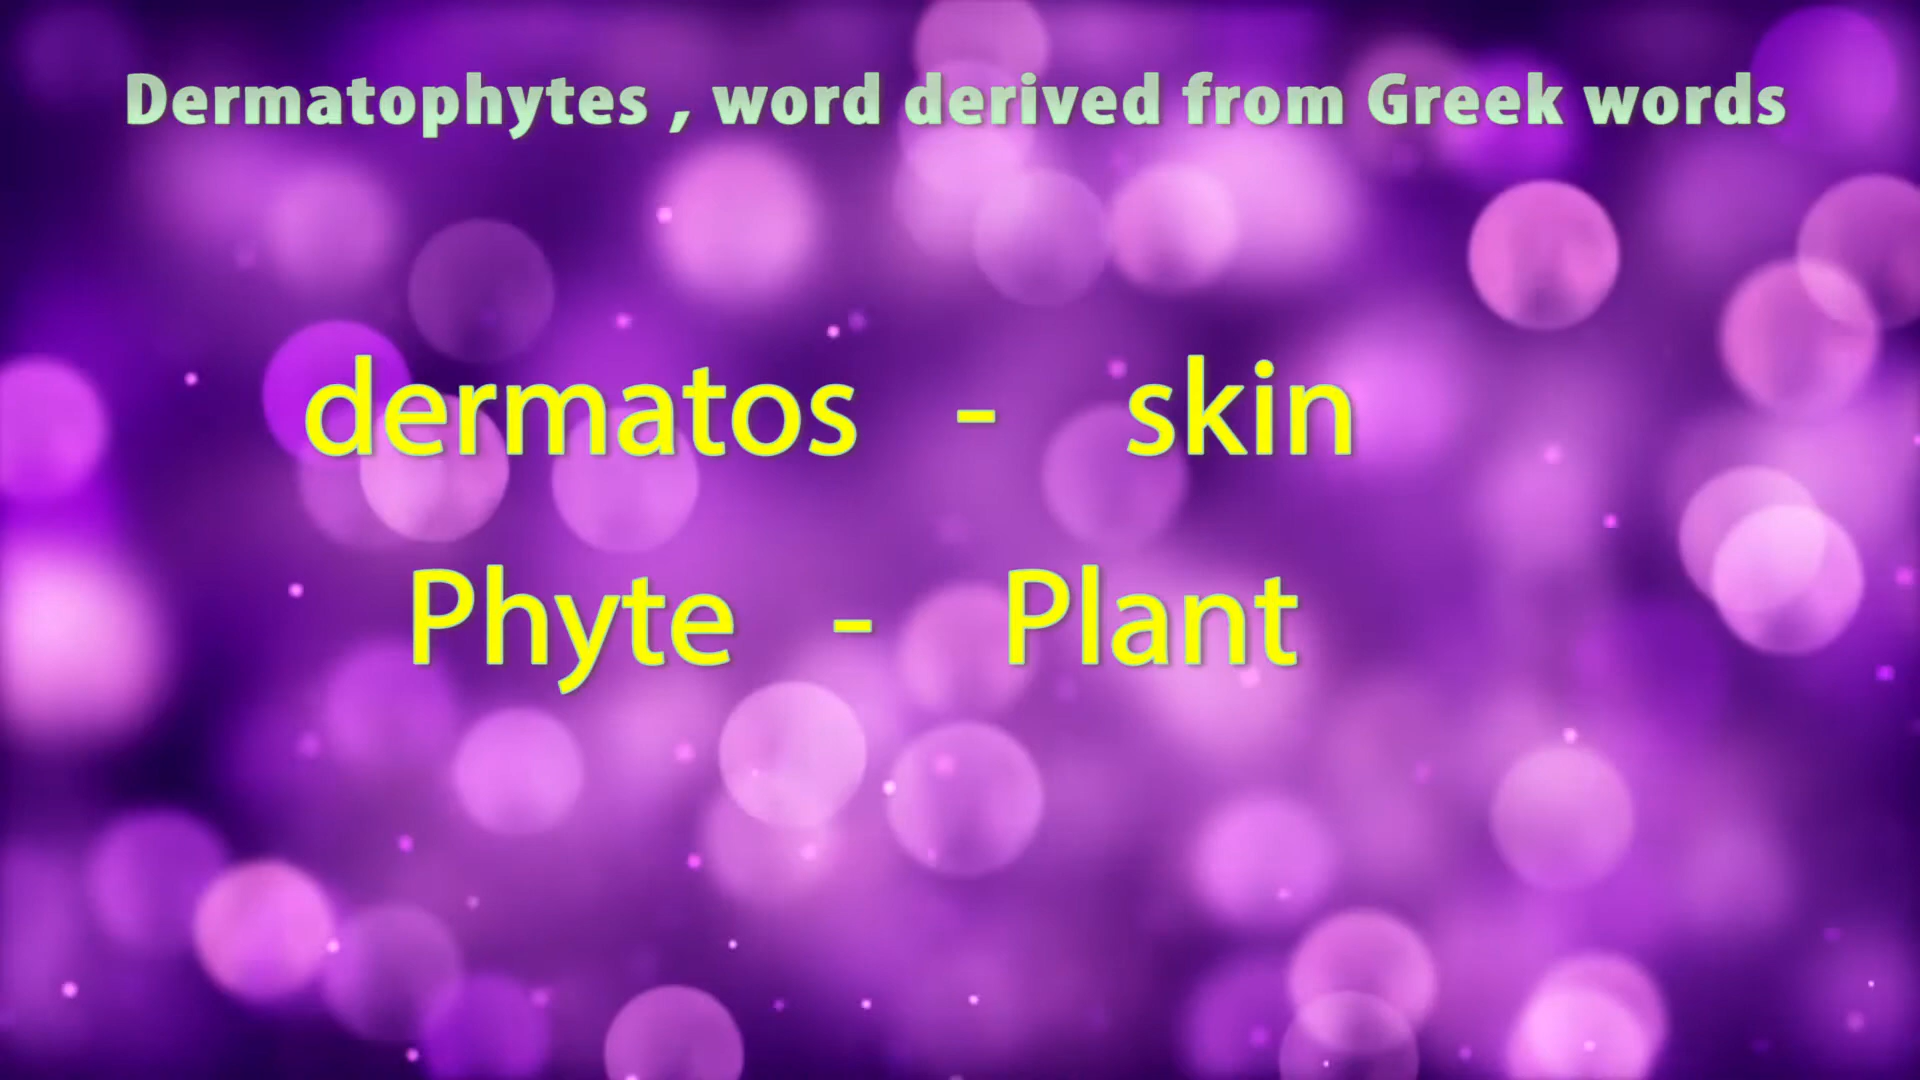 Dermatophytes , word derived from Greek words
dermatos - skin
Phyte - Plant